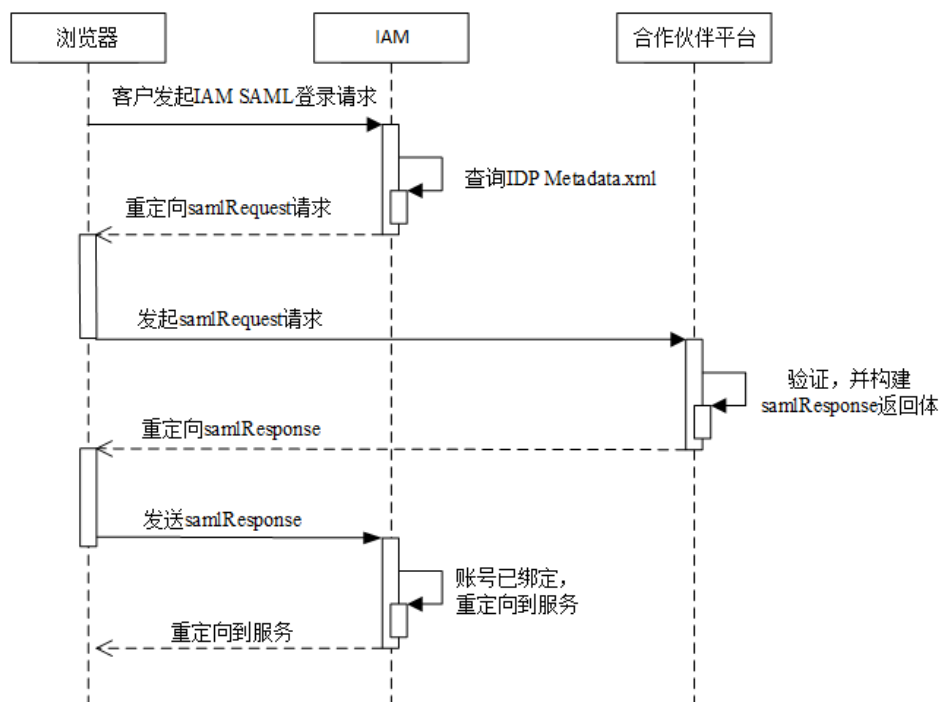 浏览器
IAM
合作伙伴平台
客户发起IAM SAML登录请求
查询IDP Metadata.xml
重定向samlRequest请求
发起samlRequest请求
验证，并构建
samlResponse返回体
重定向samlResponse
发送samlResponse
账号已绑定，
重定向到服务
重定向到服务